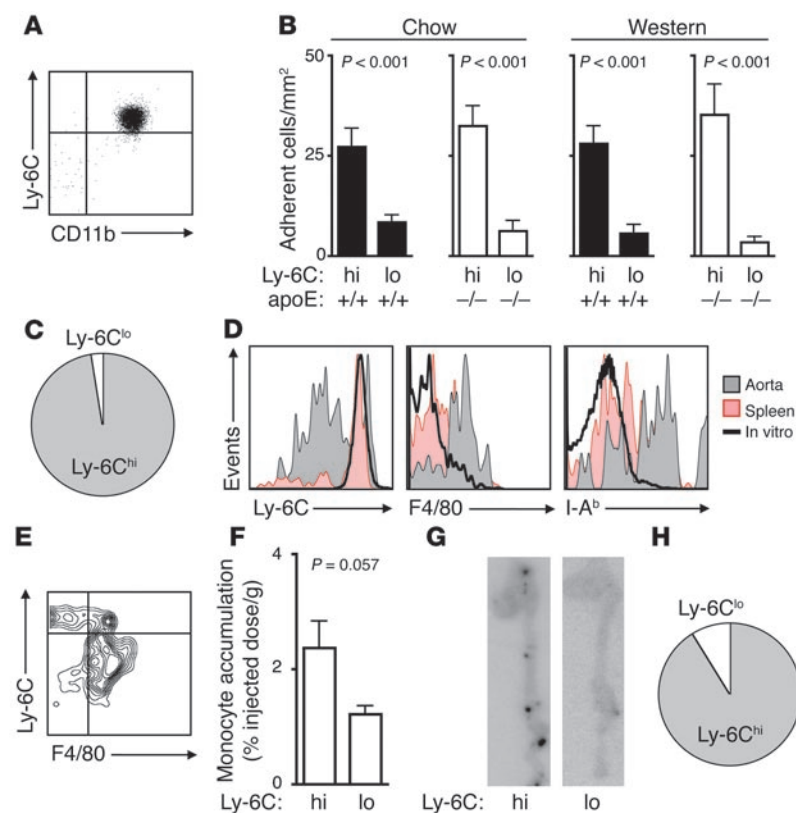 A
Ly-6C
CD11b
B
Chow
Western
Adherent cells/mm²
50
25
0
P < 0.001
P < 0.001
P < 0.001
P < 0.001
Ly-6C: hi lo hi lo hi lo hi lo
apoE: +/+ +/+ –/– –/– +/+ +/+ –/– –/–
C
Ly-6Clo
Ly-6Chi
D
Events
Ly-6C
F4/80
I-Ab
Aorta
Spleen
In vitro
E
Ly-6C
F4/80
F
Monocyte accumulation
(% injected dose/g)
4
2
0
P = 0.057
Ly-6C: hi lo
G
Ly-6C: hi lo
H
Ly-6Clo
Ly-6Chi